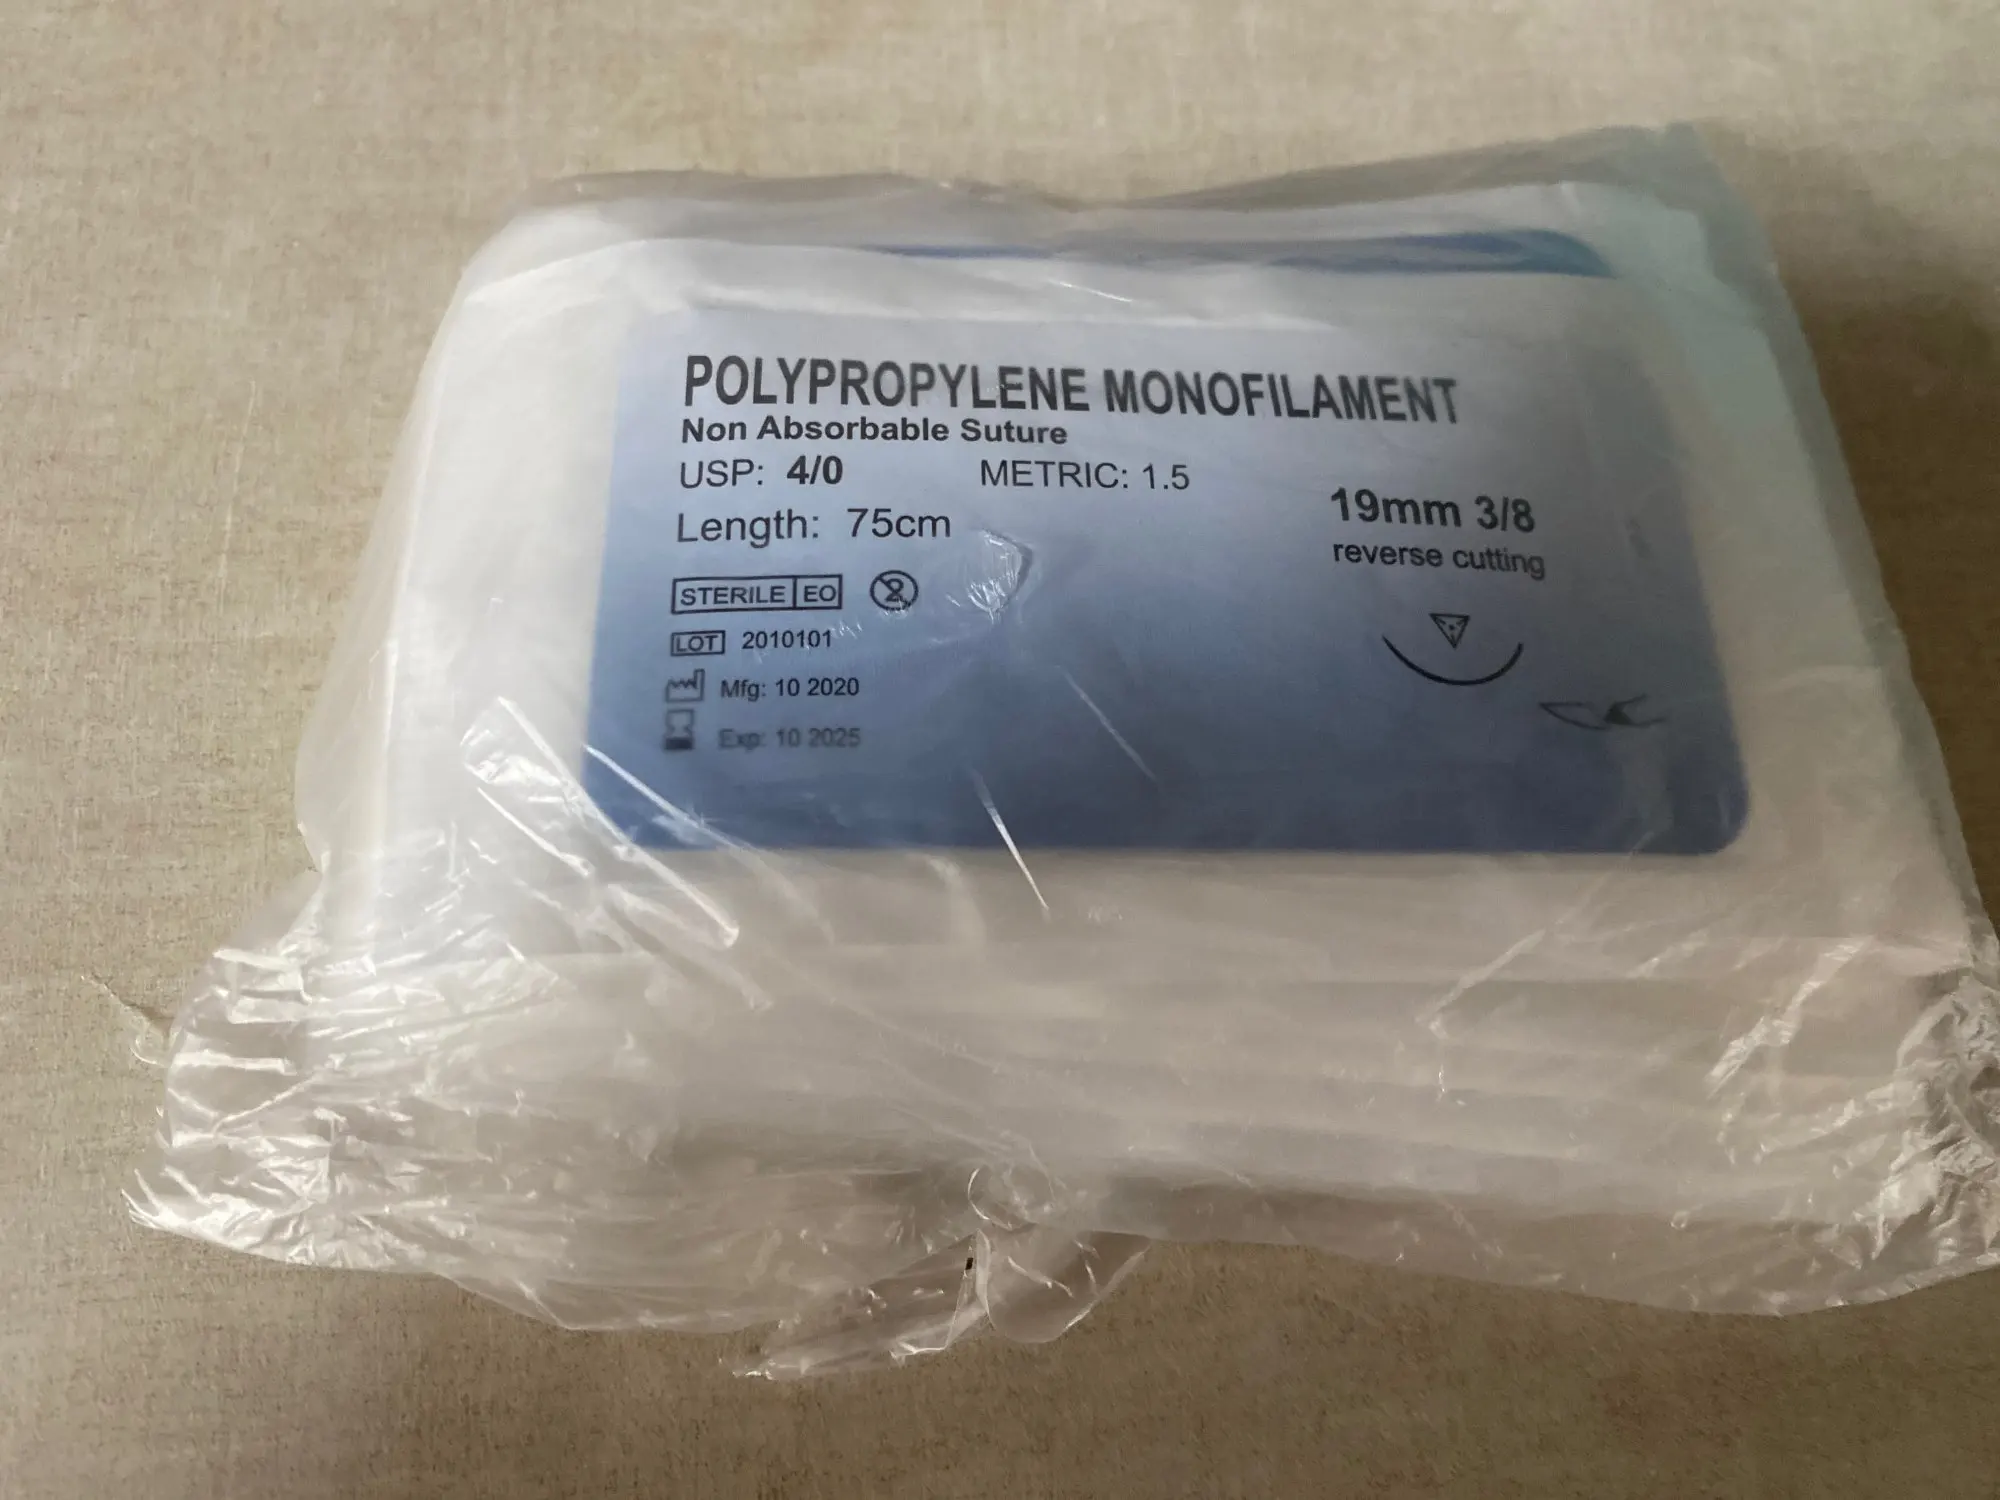 POLYPROPYLENE MONOFILAMENT
Non Absorbable Suture
USP: 4/0 METRIC: 1.5
Length: 75cm
19mm 3/8
reverse cutting
STERILE EO 2
LOT 2010101
Mfg: 10 2020
Exp: 10 2025